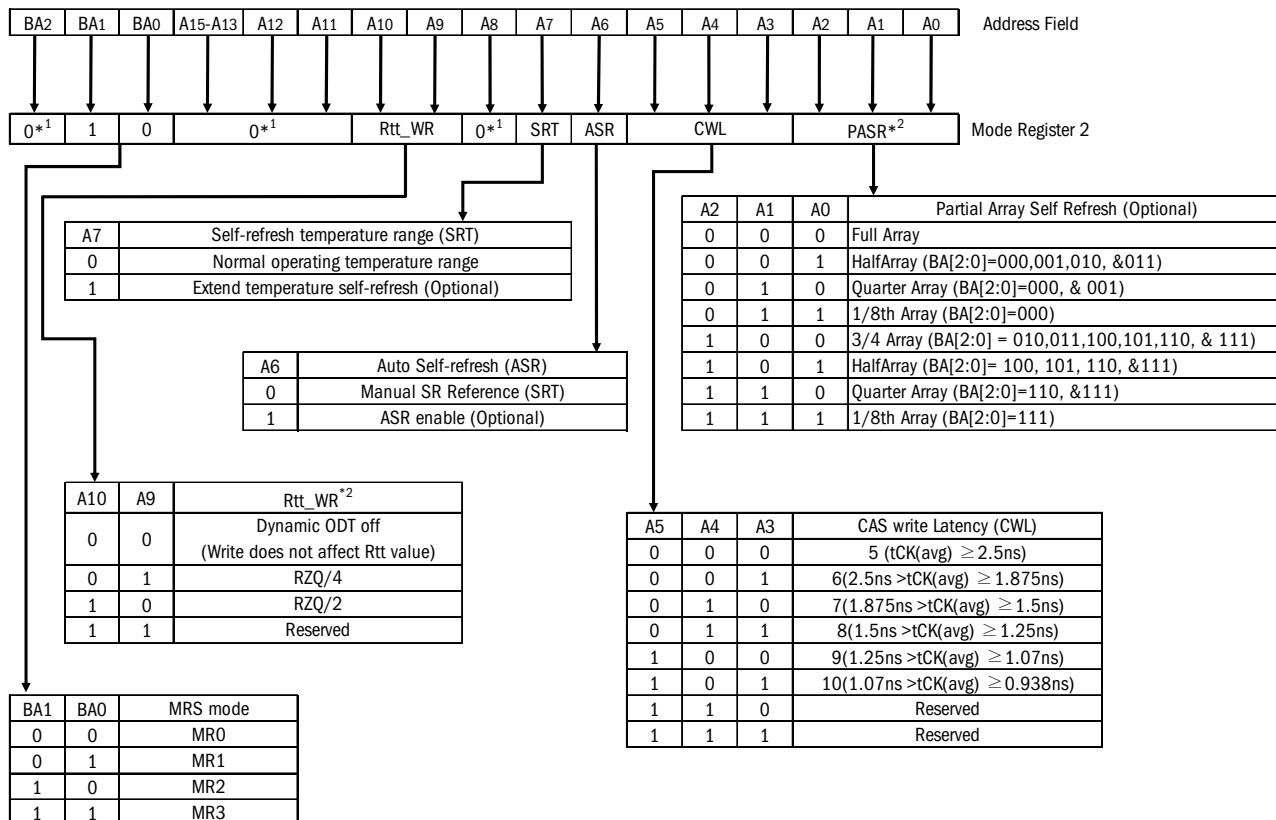 BA2 BA1 BA0 A15-A13 A12 A11 A10 A9 A8 A7 A6 A5 A4 A3 A2 A1 A0 Address Field
0*1 1 0 0*1 Rtt_WR 0*1 SRT ASR CWL PASR*2 Mode Register 2
A7 Self-refresh temperature range (SRT)
0 Normal operating temperature range
1 Extend temperature self-refresh (Optional)
A2 A1 A0 Partial Array Self Refresh (Optional)
0 0 0 Full Array
0 0 1 HalfArray (BA[2:0]=000,001,010, &011)
0 1 0 Quarter Array (BA[2:0]=000, & 001)
0 1 1 1/8th Array (BA[2:0]=000)
1 0 0 3/4 Array (BA[2:0] = 010,011,100,101,110, & 111)
1 0 1 HalfArray (BA[2:0]= 100, 101, 110, &111)
1 1 0 Quarter Array (BA[2:0]=110, &111)
1 1 1 1/8th Array (BA[2:0]=111)
A6 Auto Self-refresh (ASR)
0 Manual SR Reference (SRT)
1 ASR enable (Optional)
A10 A9 Rtt_WR*2
0 0 Dynamic ODT off
(Write does not affect Rtt value)
0 1 RZQ/4
1 0 RZQ/2
1 1 Reserved
A5 A4 A3 CAS write Latency (CWL)
0 0 0 5 (tCK(avg) ≥2.5ns)
0 0 1 6(2.5ns >tCK(avg) ≥1.875ns)
0 1 0 7(1.875ns >tCK(avg) ≥1.5ns)
0 1 1 8(1.5ns >tCK(avg) ≥1.25ns)
1 0 0 9(1.25ns >tCK(avg) ≥1.07ns)
1 0 1 10(1.07ns >tCK(avg) ≥0.938ns)
1 1 0 Reserved
1 1 1 Reserved
BA1 BA0 MRS mode
0 0 MR0
0 1 MR1
1 0 MR2
1 1 MR3